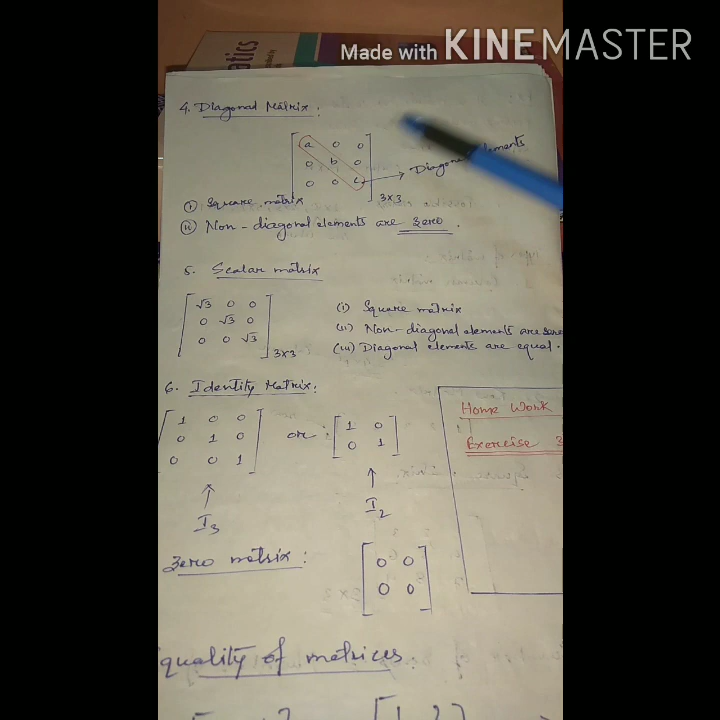 Made with KINEMASTER
4. Diagonal Matrix:
a 0 0
0 b 0
0 0 c
3×3
(i) Square matrix
(ii) Non-diagonal elements are zero.
5. Scalar matrix
√3 0 0
0 √3 0
0 0 √3
3×3
(i) Square matrix
(ii) Non-diagonal elements are zero
(iii) Diagonal elements are equal.
6. Identity Matrix:
1 0 0
0 1 0
0 0 1
or:
1 0
0 1
I3
I2
Home Work
Exercise 3
Zero matrix:
0 0
0 0
quality of matrices.